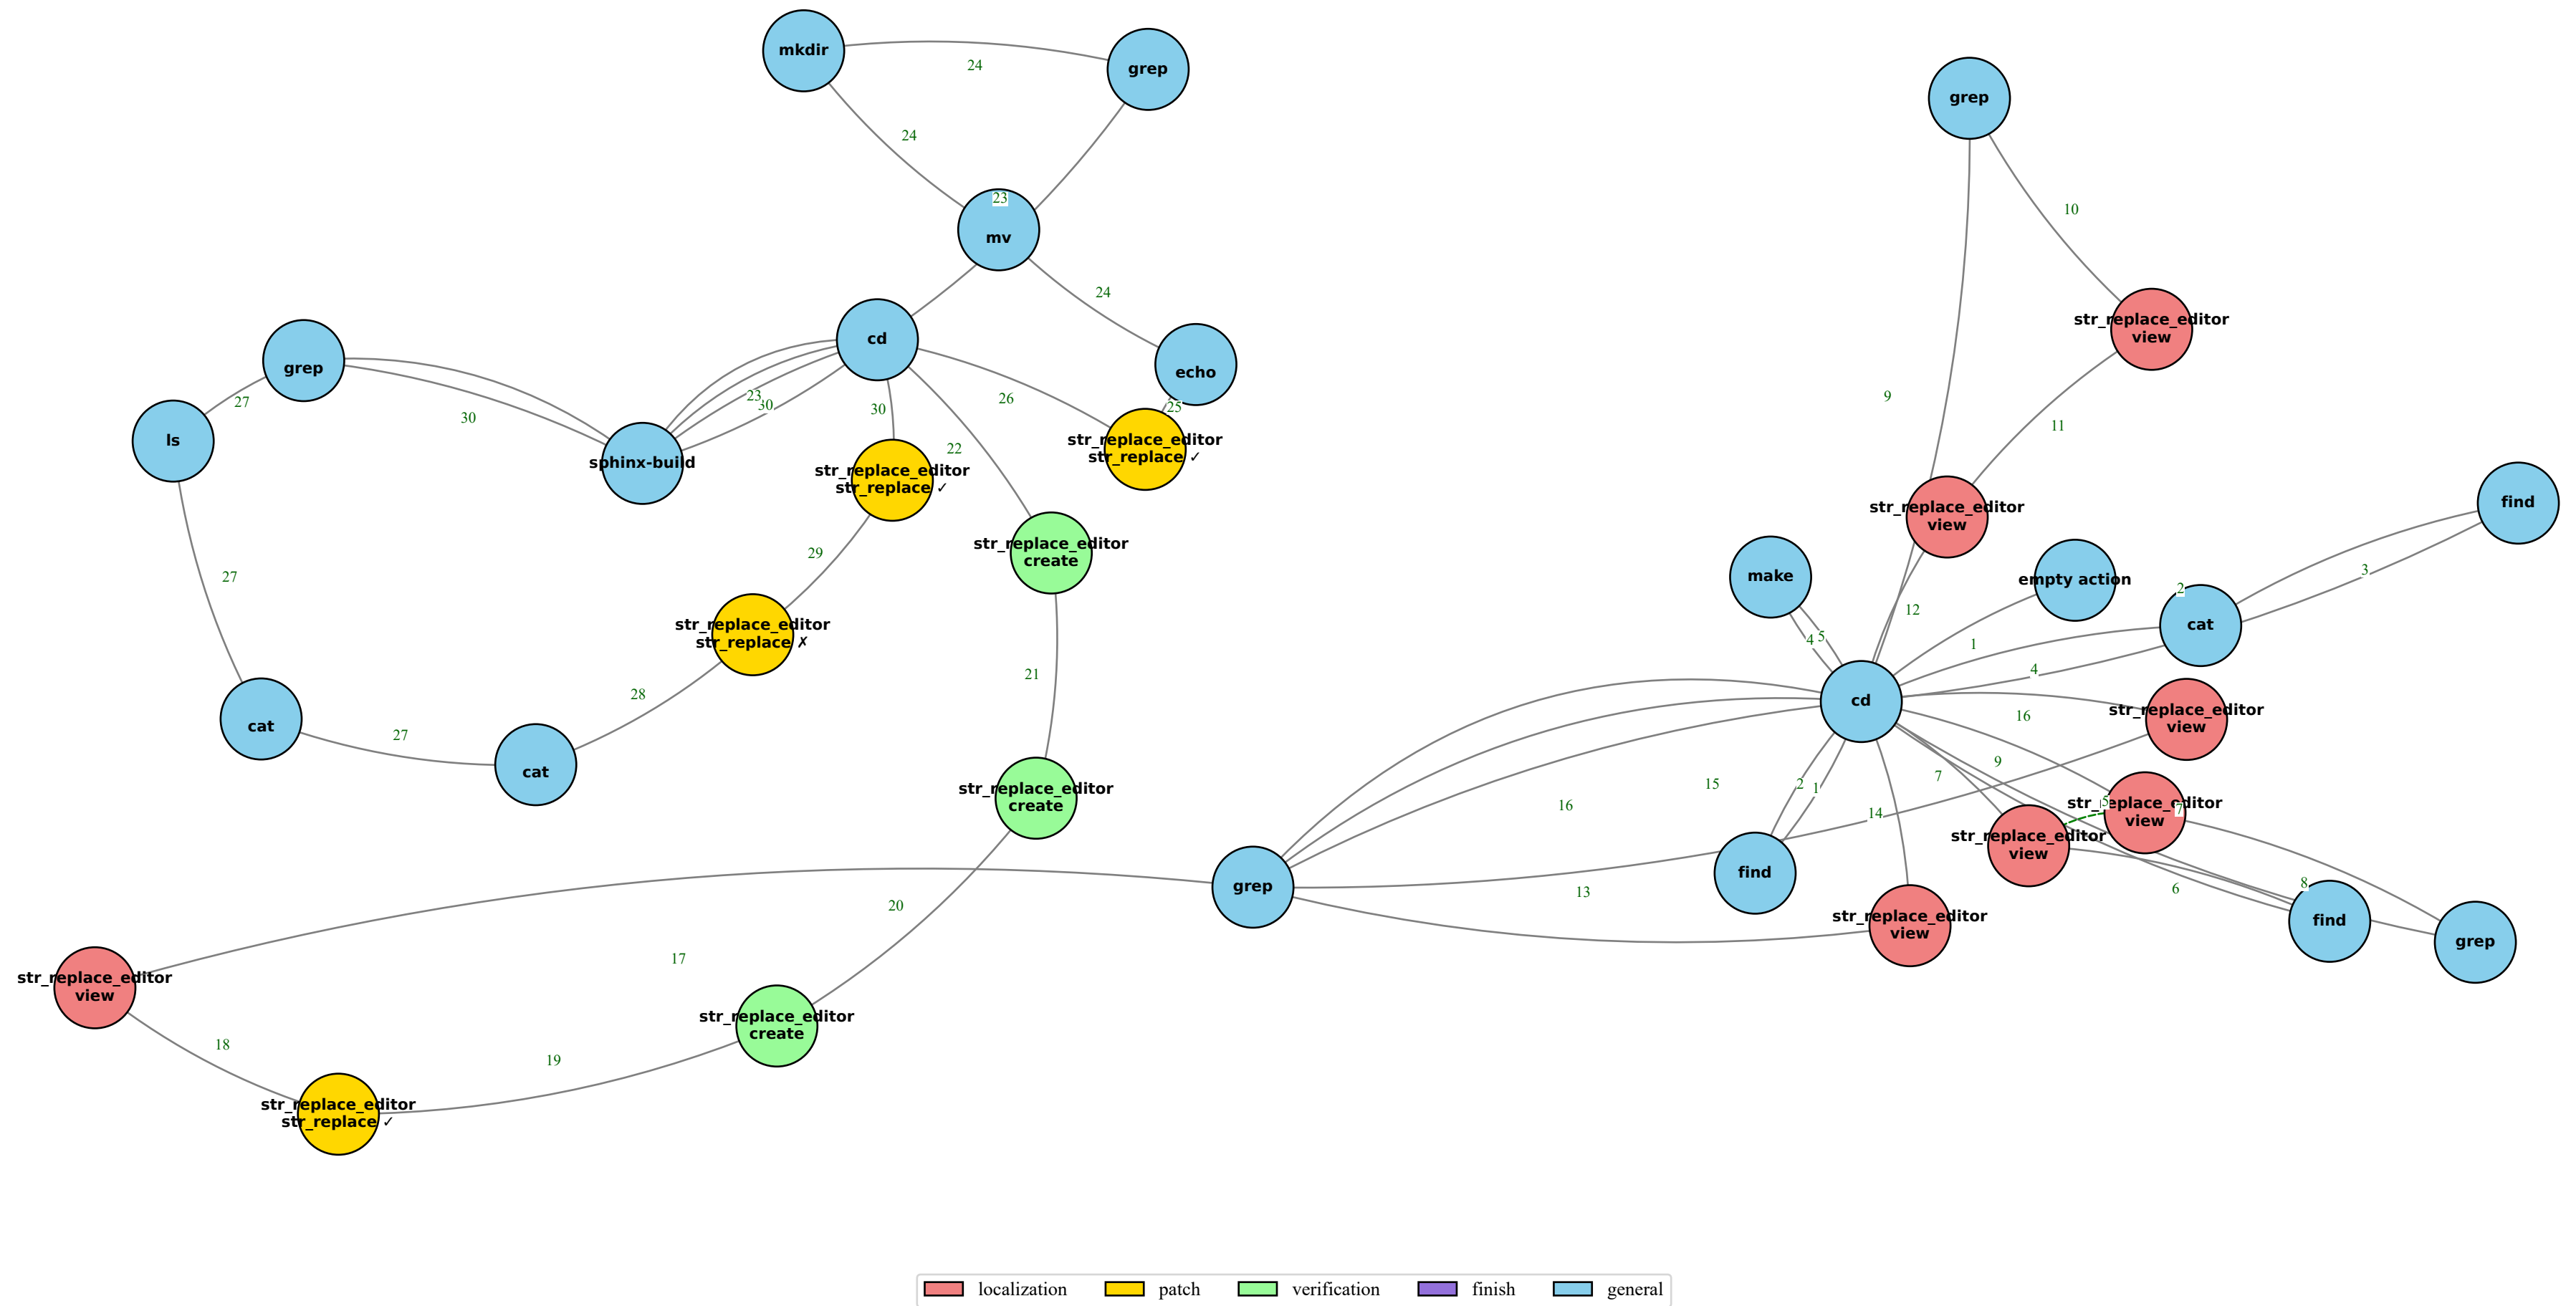 mkdir
grep
24
grep
24
10
23
mv
24
str_replace_editor
view
cd
grep
echo
9
23
30
26
25
27
30
30
11
ls
str_replace_editor
str_replace ✓
22
sphinx-build
str_replace_editor
str_replace ✓
str_replace_editor
view
find
29
str_replace_editor
create
make
empty action
2
3
27
12
cat
str_replace_editor
str_replace ✗
4
5
1
21
4
28
cd
cat
27
16
str_replace_editor
view
cat
9
str_replace_editor
create
15
2
1
7
16
14
5
str_replace_editor
view
7
str_replace_editor
view
grep
find
13
8
6
20
str_replace_editor
view
find
grep
17
str_replace_editor
view
str_replace_editor
create
18
19
str_replace_editor
str_replace ✓
localization
patch
verification
finish
general